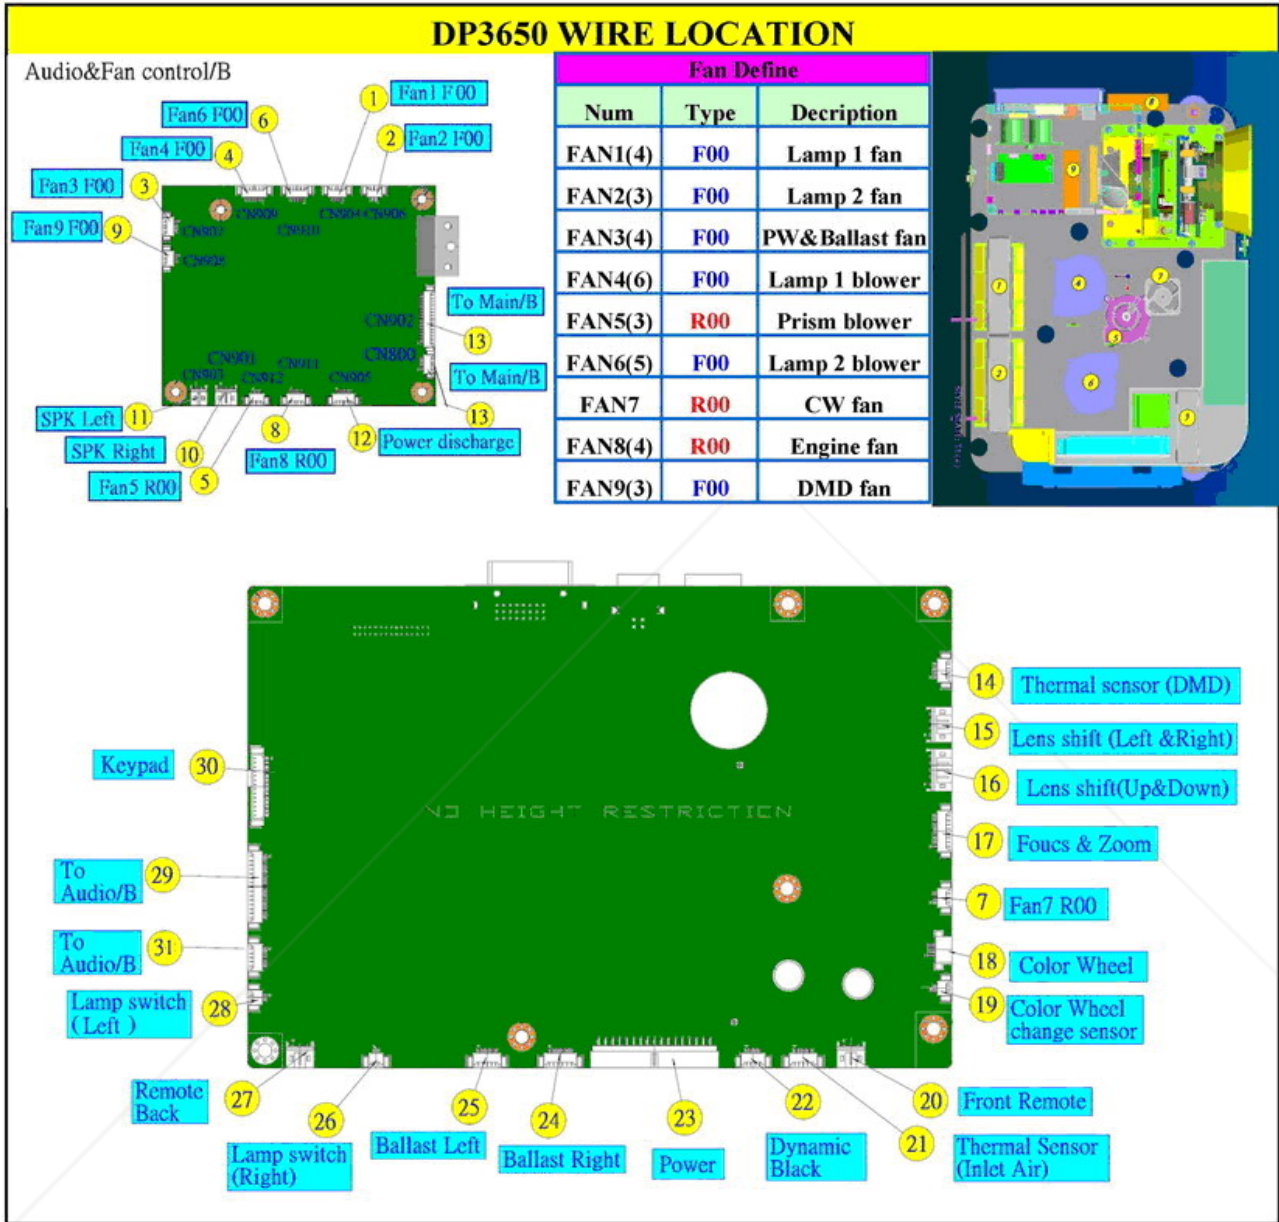 DP3650 WIRE LOCATION
Audio&Fan control/B
Fan1 F00
1
Fan6 F00
6
2
Fan2 F00
Fan4 F00
4
Fan3 F00
3
Fan9 F00
9
CN909
CN910
CN904
CN906
CN907
CN908
To Main/B
CN902
13
CN800
To Main/B
13
CN901
CN903
CN912
CN911
CN905
SPK Left
11
SPK Right
10
Fan5 R00
5
8
Fan8 R00
12
Power discharge
Fan Define
Num Type Decription
FAN1(4) F00 Lamp 1 fan
FAN2(3) F00 Lamp 2 fan
FAN3(4) F00 PW&Ballast fan
FAN4(6) F00 Lamp 1 blower
FAN5(3) R00 Prism blower
FAN6(5) F00 Lamp 2 blower
FAN7 R00 CW fan
FAN8(4) R00 Engine fan
FAN9(3) F00 DMD fan
8
9
1
4
5
2
6
NO HEIGHT RESTRICTION
14
Thermal sensor (DMD)
15
Lens shift (Left &Right)
16
Lens shift(Up&Down)
17
Foucs & Zoom
7
Fan7 R00
18
Color Wheel
19
Color Wheel
change sensor
Keypad
30
To
Audio/B
29
To
Audio/B
31
Lamp switch
(Left )
28
Remote
Back
27
26
Lamp switch
(Right)
25
Ballast Left
24
Ballast Right
23
Power
22
Dynamic
Black
20
Front Remote
21
Thermal Sensor
(Inlet Air)